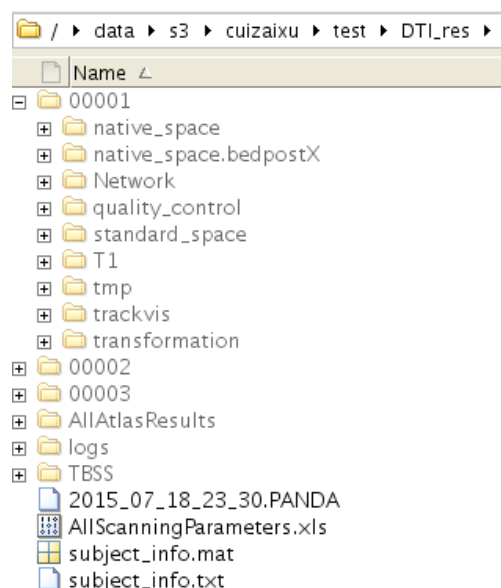 / data s3 cuizaixu test DTI_res
Name
00001
native_space
native_space.bedpostX
Network
quality_control
standard_space
T1
tmp
trackvis
transformation
00002
00003
AllAtlasResults
logs
TBSS
2015_07_18_23_30.PANDA
AllScanningParameters.xls
subject_info.mat
subject_info.txt